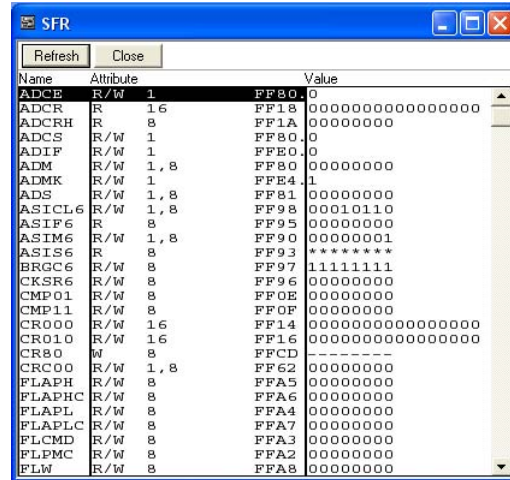 SFR
Refresh Close
Name Attribute Value
ADCE R/W 1 FF80. 0
ADCR R 16 FF18 0000000000000000
ADCRH R 8 FF1A 00000000
ADCS R/W 1 FF80. 0
ADIF R/W 1 FFE0. 0
ADM R/W 1,8 FF80 00000000
ADMK R/W 1 FFE4. 1
ADS R/W 1,8 FF81 00000000
ASICL6 R/W 1,8 FF98 00010110
ASIF6 R 8 FF95 00000000
ASIM6 R/W 1,8 FF90 00000001
ASIS6 R 8 FF93 ********
BRGC6 R/W 8 FF97 11111111
CKSR6 R/W 8 FF96 00000000
CMP01 R/W 8 FF0E 00000000
CMP11 R/W 8 FF0F 00000000
CR000 R/W 16 FF14 0000000000000000
CR010 R/W 16 FF16 0000000000000000
CR80 W 8 FFCD --------
CRC00 R/W 1,8 FF62 00000000
FLAPH R/W 8 FFA5 00000000
FLAPHC R/W 8 FFA6 00000000
FLAPL R/W 8 FFA4 00000000
FLAPLC R/W 8 FFA7 00000000
FLCMD R/W 8 FFA3 00000000
FLPMC R/W 8 FFA2 00000000
FLW R/W 8 FFA8 00000000